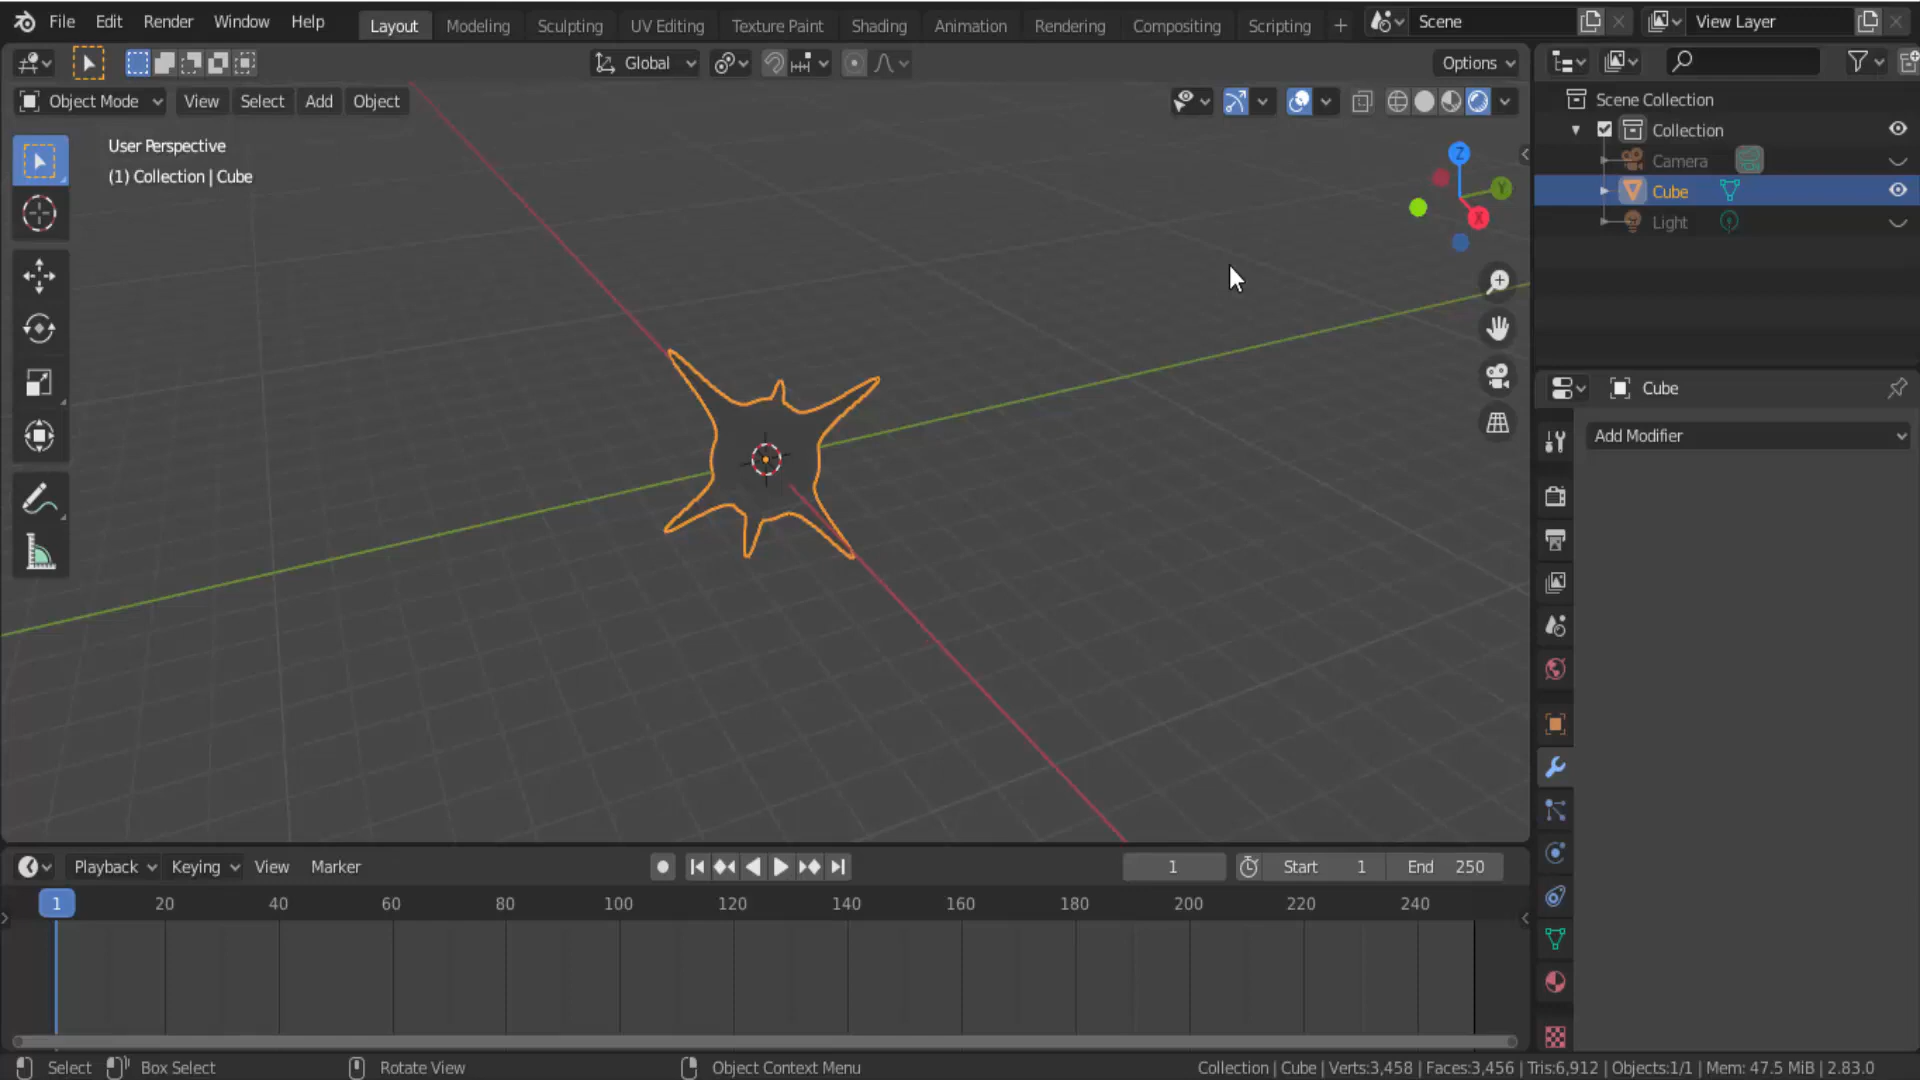 File Edit Render Window Help Layout Modeling Sculpting UV Editing Texture Paint Shading Animation Rendering Compositing Scripting + Scene View Layer
Global Options
Object Mode View Select Add Object
User Perspective
(1) Collection | Cube
Z
Y
X
Scene Collection
Collection
Camera
Cube
Light
Cube
Add Modifier
Playback Keying View Marker 1 Start 1 End 250
1 20 40 60 80 100 120 140 160 180 200 220 240
Select Box Select Rotate View Object Context Menu Collection | Cube | Verts:3,458 | Faces:3,456 | Tris:6,912 | Objects:1/1 | Mem: 47.5 MiB | 2.83.0